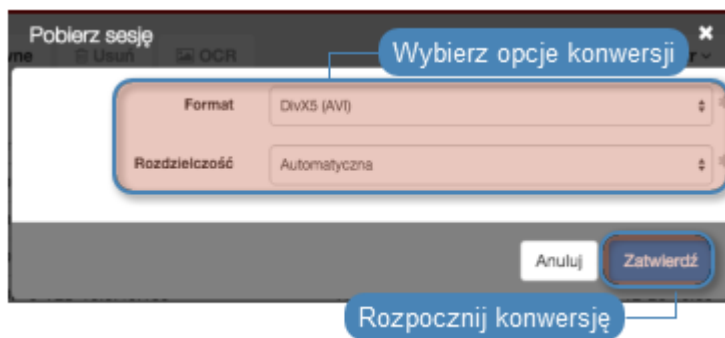 Pobierz sesję
Usuń OCR
Wybierz opcje konwersji
Format DivX5 (AVI)
Rozdzielczość Automatyczna
Anuluj Zatwierdź
Rozpocznij konwersję